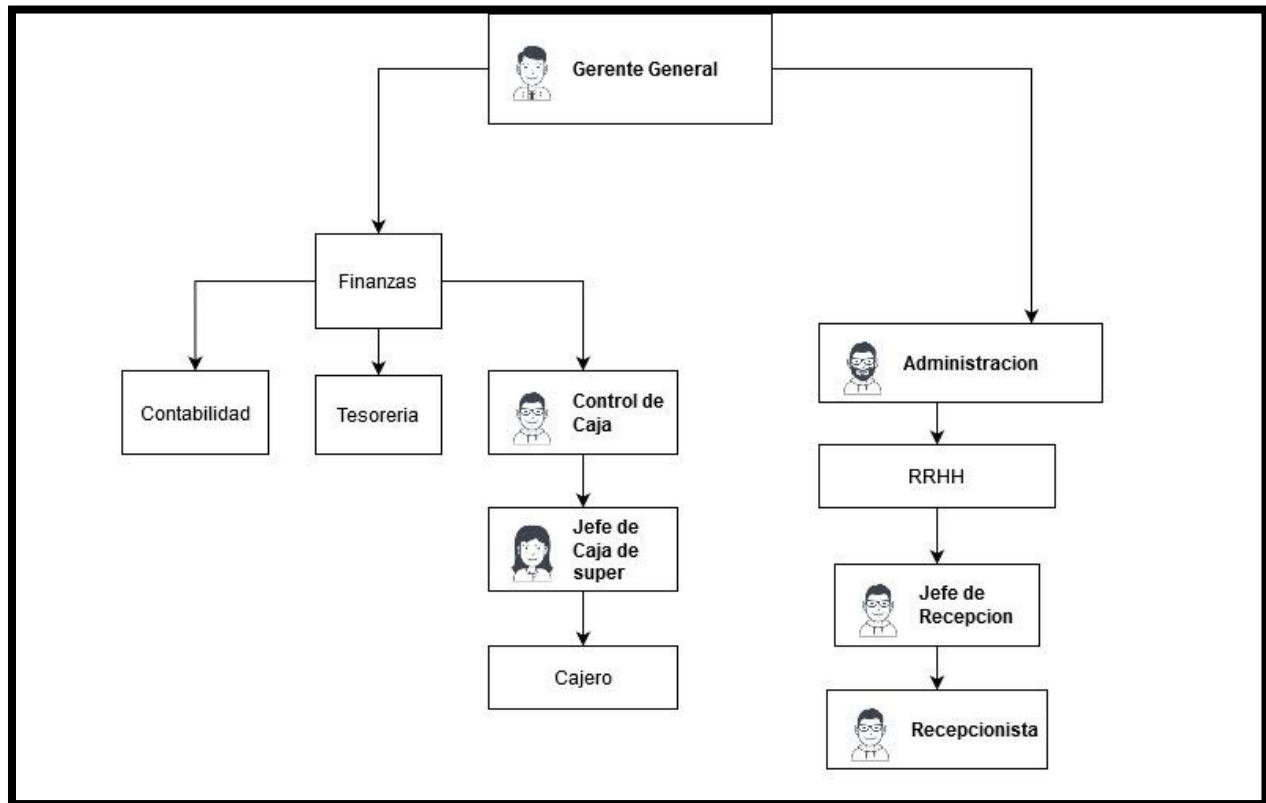 Gerente General
Finanzas
Contabilidad
Tesoreria
Control de
Caja
Jefe de
Caja de
super
Cajero
Administracion
RRHH
Jefe de
Recepcion
Recepcionista